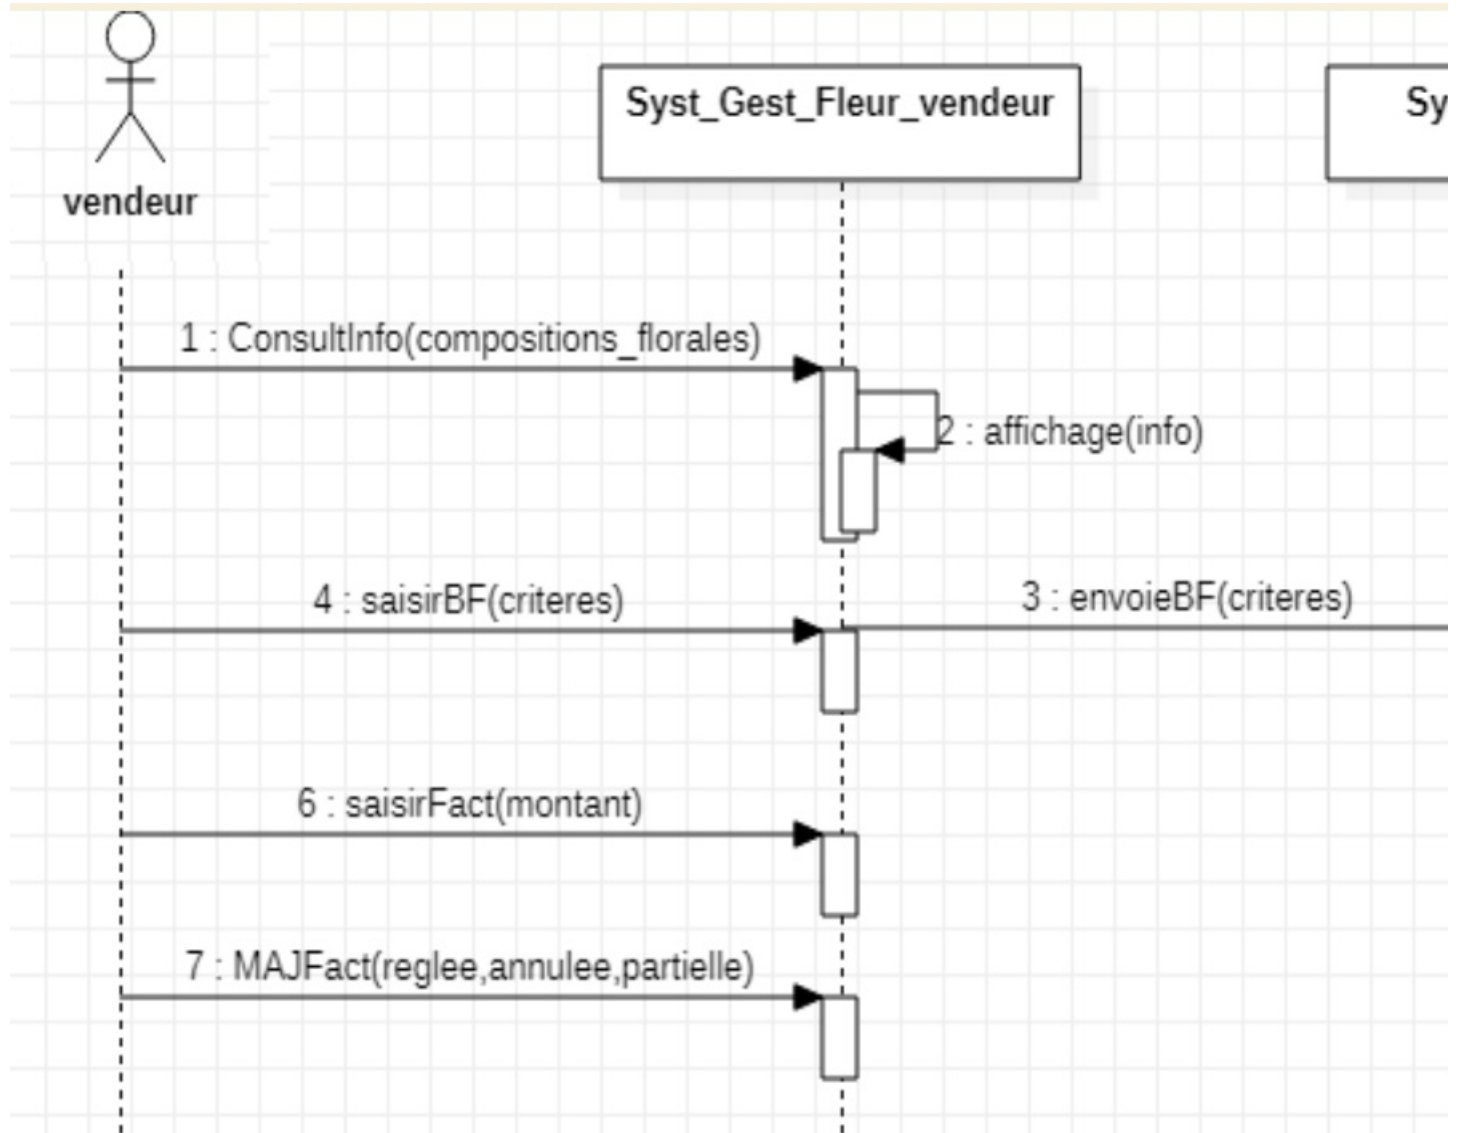 Syst_Gest_Fleur_vendeur
Sy
vendeur
1 : ConsultInfo(compositions_florales)
2 : affichage(info)
4 : saisirBF(criteres)
3 : envoieBF(criteres)
6 : saisirFact(montant)
7 : MAJFact(reglee,annulee,partielle)